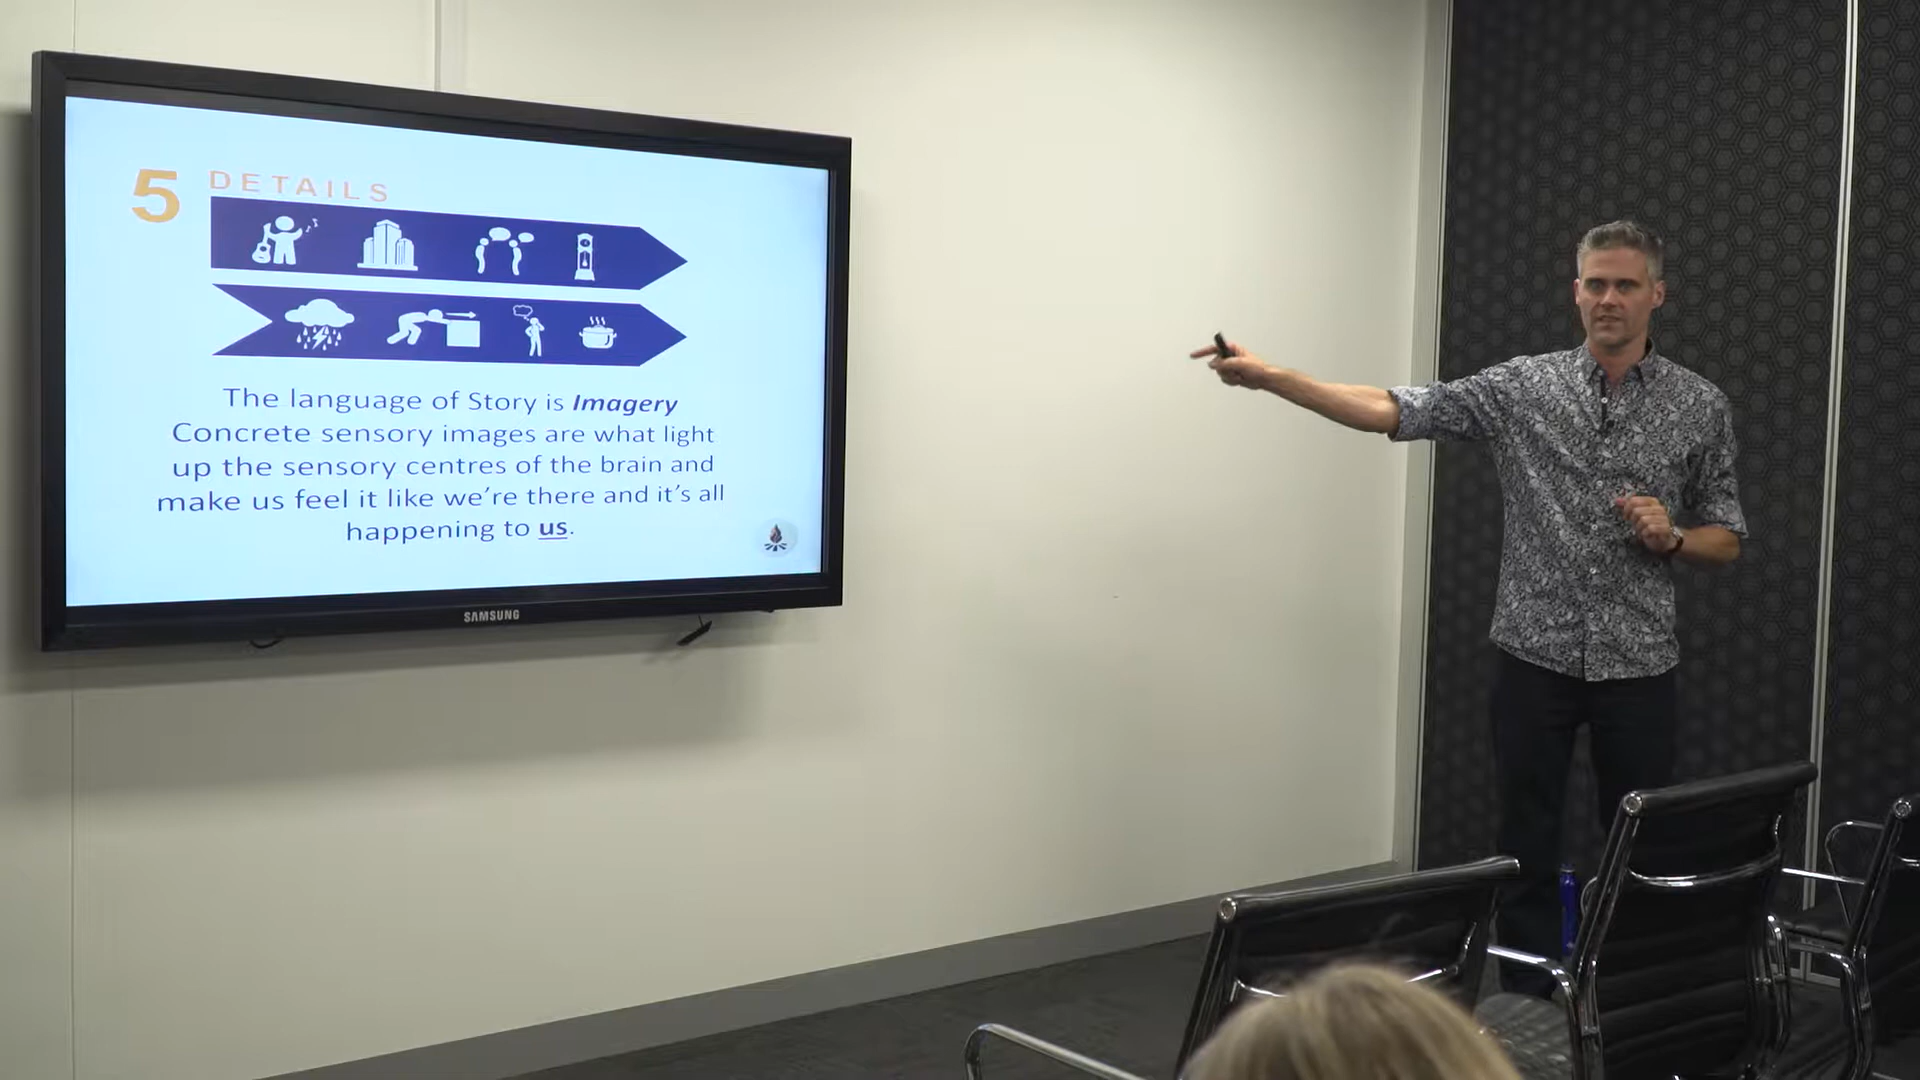 5 DETAILS
The language of Story is Imagery
Concrete sensory images are what light
up the sensory centres of the brain and
make us feel it like we're there and it's all
happening to us.
SAMSUNG